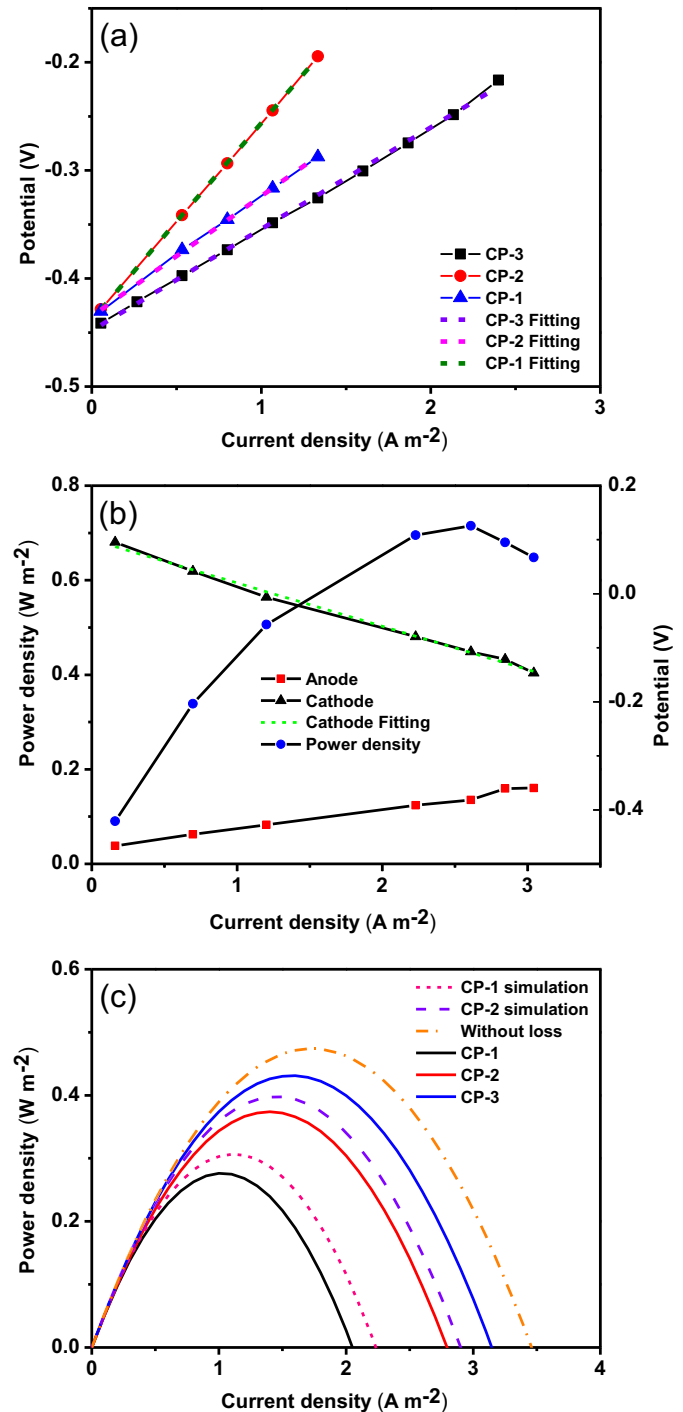 (a)
-0.2
-0.3
-0.4
-0.5
Potential (V)
CP-3
CP-2
CP-1
CP-3 Fitting
CP-2 Fitting
CP-1 Fitting
0 1 2 3
Current density (A m-2)
(b)
0.8
0.6
0.4
0.2
0.0
Power density (W m-2)
0.2
0.0
-0.2
-0.4
Potential (V)
Anode
Cathode
Cathode Fitting
Power density
0 1 2 3
Current density (A m-2)
(c)
0.6
0.4
0.2
0.0
Power density (W m-2)
CP-1 simulation
CP-2 simulation
Without loss
CP-1
CP-2
CP-3
0 1 2 3 4
Current density (A m-2)